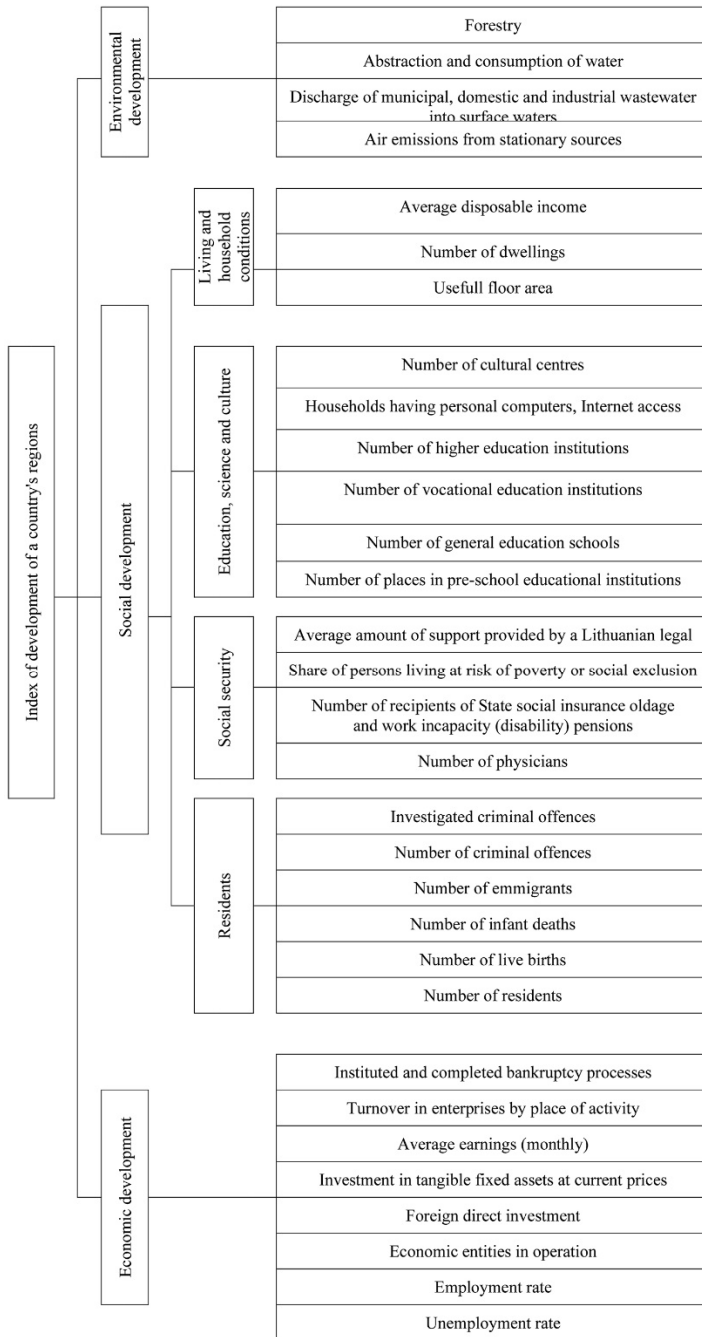 Index of development of a country's regions
Environmental
development
Forestry
Abstraction and consumption of water
Discharge of municipal, domestic and industrial wastewater
into surface waters
Air emissions from stationary sources
Social development
Living and
household
conditions
Average disposable income
Number of dwellings
Usefull floor area
Education, science and culture
Number of cultural centres
Households having personal computers, Internet access
Number of higher education institutions
Number of vocational education institutions
Number of general education schools
Number of places in pre-school educational institutions
Social security
Average amount of support provided by a Lithuanian legal
Share of persons living at risk of poverty or social exclusion
Number of recipients of State social insurance oldage
and work incapacity (disability) pensions
Number of physicians
Residents
Investigated criminal offences
Number of criminal offences
Number of emmigrants
Number of infant deaths
Number of live births
Number of residents
Economic development
Instituted and completed bankruptcy processes
Turnover in enterprises by place of activity
Average earnings (monthly)
Investment in tangible fixed assets at current prices
Foreign direct investment
Economic entities in operation
Employment rate
Unemployment rate